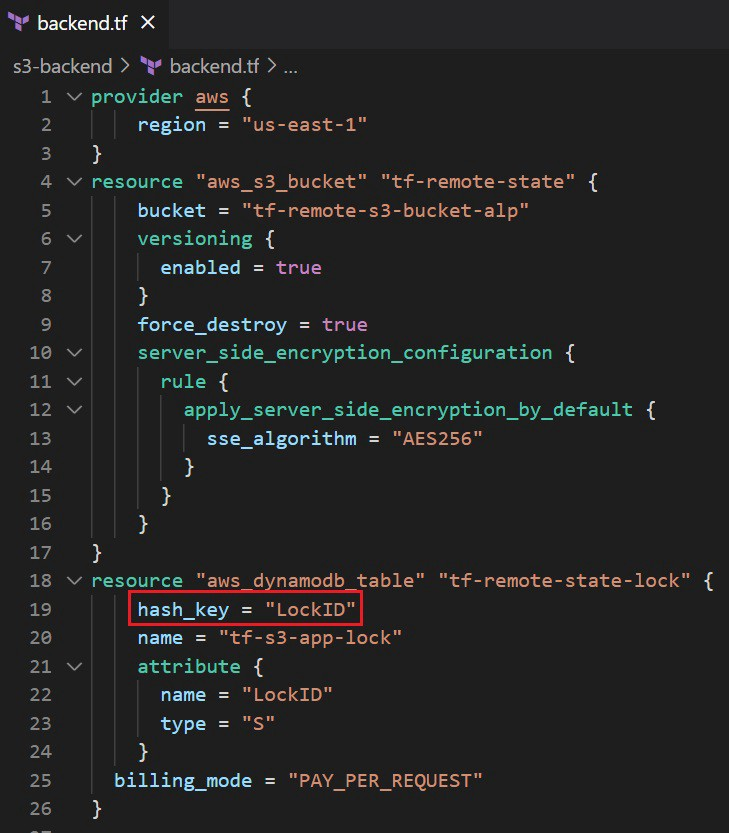 backend.tf ×
s3-backend > backend.tf > ...
1 provider aws {
2 region = "us-east-1"
3 }
4 resource "aws_s3_bucket" "tf-remote-state" {
5 bucket = "tf-remote-s3-bucket-alp"
6 versioning {
7 enabled = true
8 }
9 force_destroy = true
10 server_side_encryption_configuration {
11 rule {
12 apply_server_side_encryption_by_default {
13 sse_algorithm = "AES256"
14 }
15 }
16 }
17 }
18 resource "aws_dynamodb_table" "tf-remote-state-lock" {
19 hash_key = "LockID"
20 name = "tf-s3-app-lock"
21 attribute {
22 name = "LockID"
23 type = "S"
24 }
25 billing_mode = "PAY_PER_REQUEST"
26 }